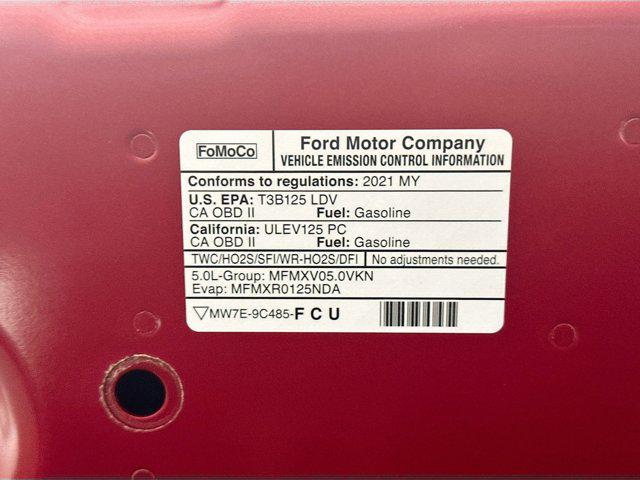 FoMoCo
Ford Motor Company
VEHICLE EMISSION CONTROL INFORMATION
Conforms to regulations: 2021 MY
U.S. EPA: T3B125 LDV
CA OBD II Fuel: Gasoline
California: ULEV125 PC
CA OBD II Fuel: Gasoline
TWC/HO2S/SFI/WR-HO2S/DFI No adjustments needed.
5.0L-Group: MFMXV05.0VKN
Evap: MFMXR0125NDA
MW7E-9C485-FCU